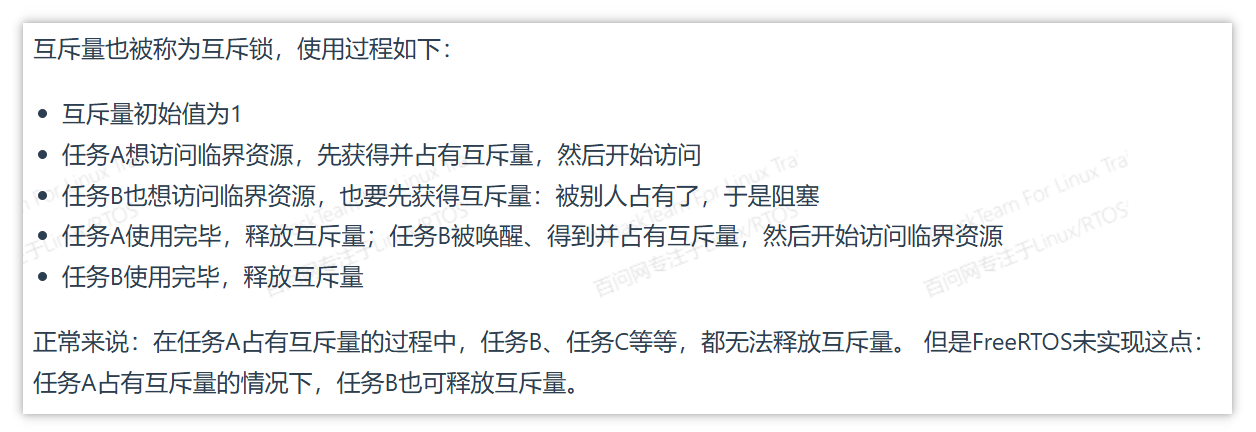 互斥量也被称为互斥锁，使用过程如下：
互斥量初始值为1
任务A想访问临界资源，先获得并占有互斥量，然后开始访问
任务B也想访问临界资源，也要先获得互斥量：被别人占有了，于是阻塞
任务A使用完毕，释放互斥量；任务B被唤醒、得到并占有互斥量，然后开始访问临界资源
任务B使用完毕，释放互斥量
正常来说：在任务A占有互斥量的过程中，任务B、任务C等等，都无法释放互斥量。 但是FreeRTOS未实现这点：
任务A占有互斥量的情况下，任务B也可释放互斥量。
百问网专注于Linux/RTOS
百问网专注于Linux/RTOS